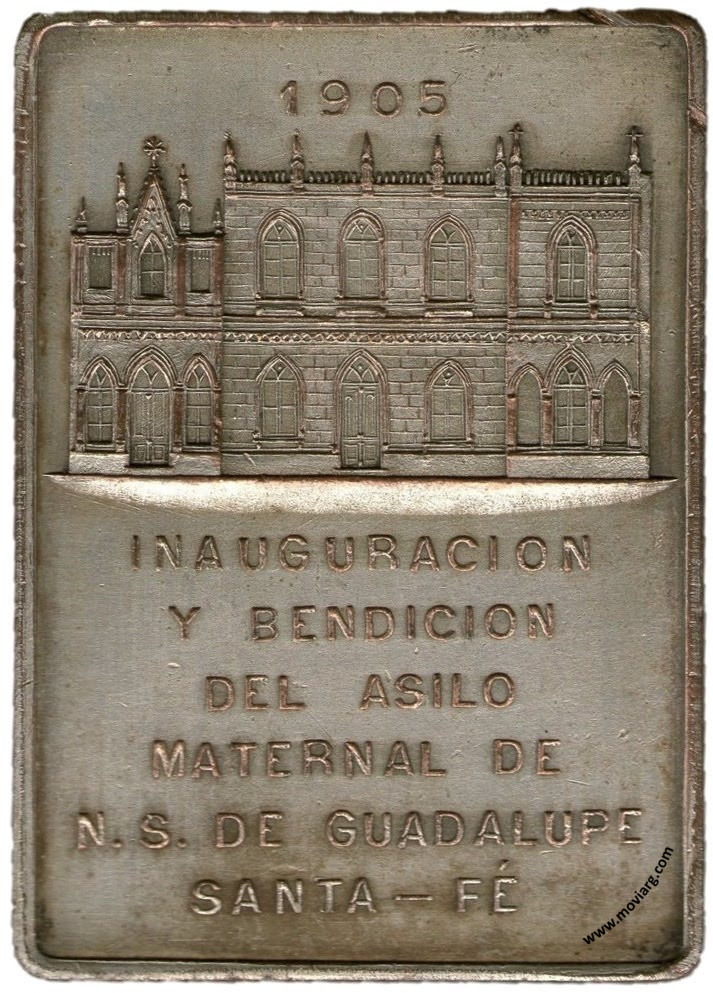 1905
INAUGURACION
Y BENDICION
DEL ASILO
MATERNAL DE
N. S. DE GUADALUPE
SANTA — FÉ
www.moviarg.com